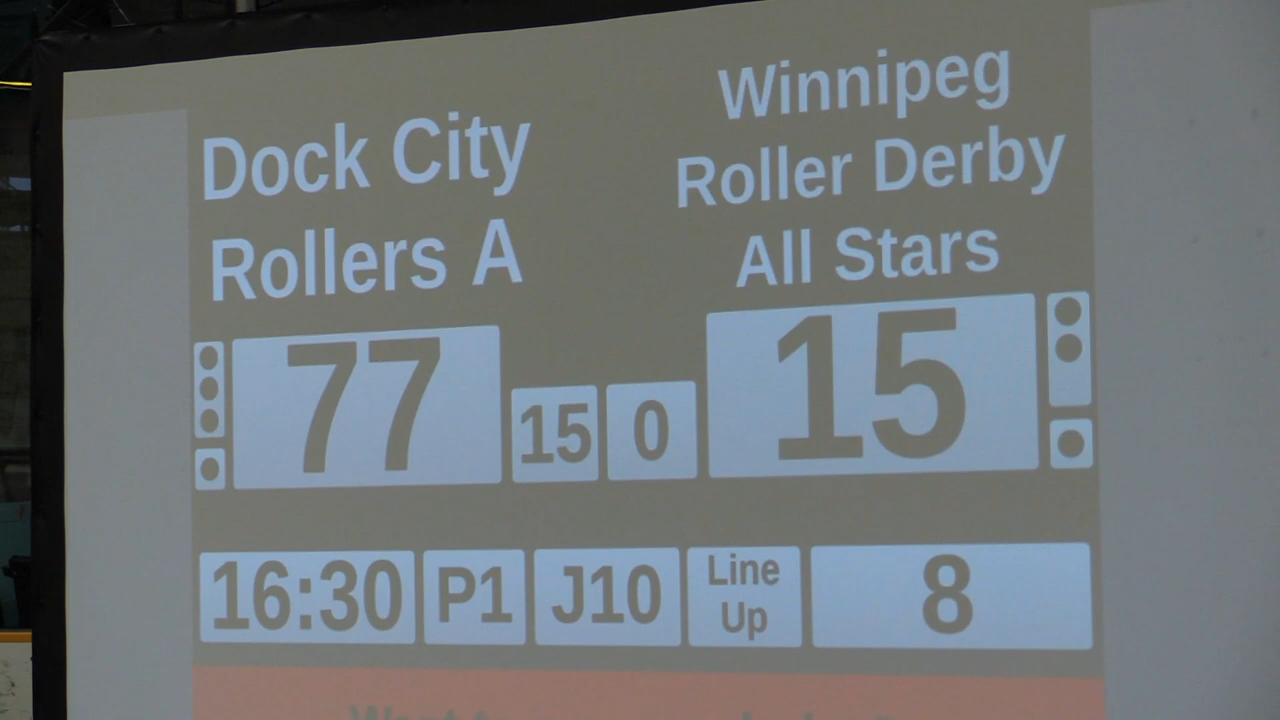 Dock City
Rollers A
Winnipeg
Roller Derby
All Stars
77
15
0
15
16:30
P1
J10
Line
Up
8